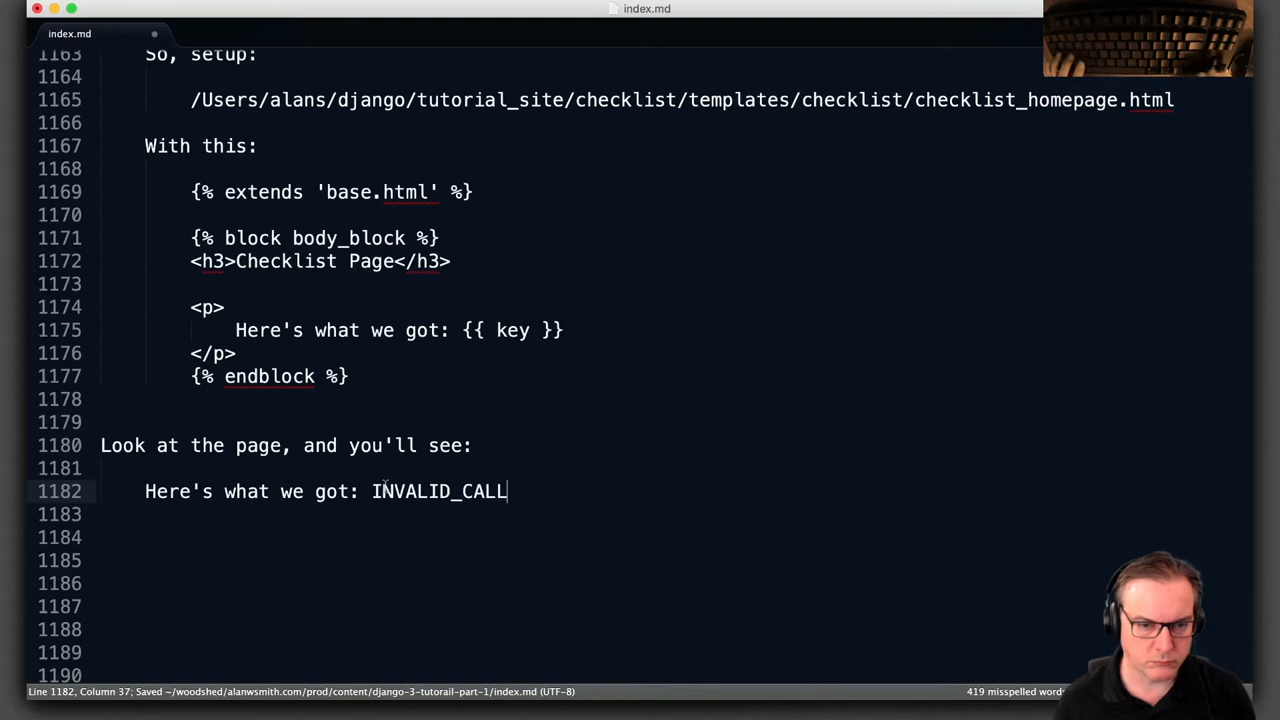 index.md
index.md
1163 So, setup:
1164
1165 /Users/alans/django/tutorial_site/checklist/templates/checklist/checklist_homepage.html
1166
1167 With this:
1168
1169 {% extends 'base.html' %}
1170
1171 {% block body_block %}
1172 <h3>Checklist Page</h3>
1173
1174 <p>
1175 Here's what we got: {{ key }}
1176 </p>
1177 {% endblock %}
1178
1179
1180 Look at the page, and you'll see:
1181
1182 Here's what we got: INVALID_CALL
1183
1184
1185
1186
1187
1188
1189
1190
Line 1182, Column 37; Saved ~/woodshed/alanwsmith.com/prod/content/django-3-tutorail-part-1/index.md (UTF-8) 419 misspelled